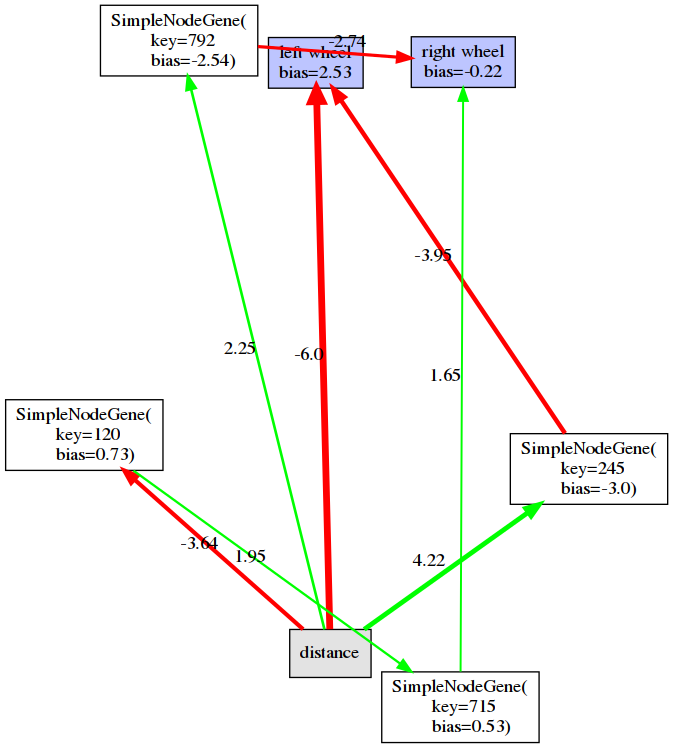 SimpleNodeGene(
key=792
bias=-2.54)
-2.74
left wheel
bias=2.53
right wheel
bias=-0.22
-3.95
2.25
-6.0
1.65
SimpleNodeGene(
key=120
bias=0.73)
SimpleNodeGene(
key=245
bias=-3.0)
-3.64
1.95
4.22
distance
SimpleNodeGene(
key=715
bias=0.53)